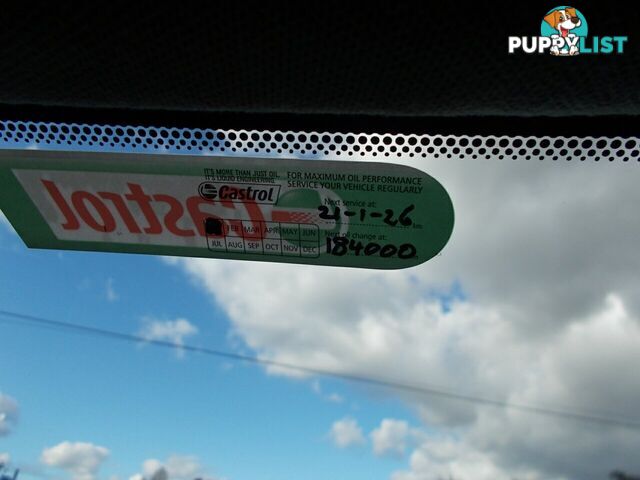 PUPPYLIST
IT'S MORE THAN JUST OIL.
IT'S LIQUID ENGINEERING.
FOR MAXIMUM OIL PERFORMANCE
SERVICE YOUR VEHICLE REGULARLY
Castrol
Castrol
Next service at:
21-1-26 km
FEB MAR APR MAY JUN
JUL AUG SEP OCT NOV DEC
Next oil change at:
184000